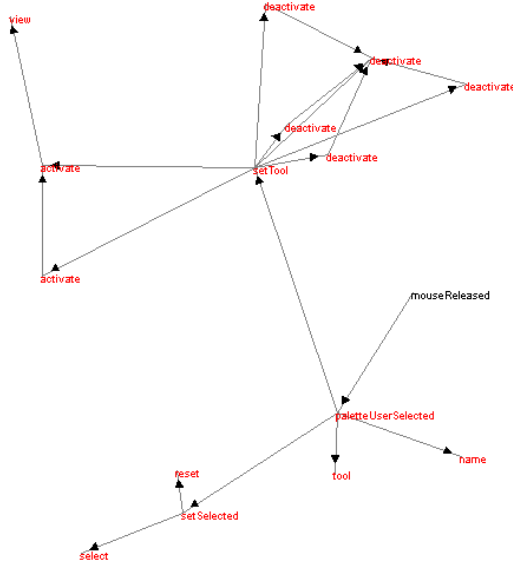 deactivate
view
deactivate
deactivate
deactivate
deactivate
activate
setTool
activate
mouseReleased
paletteUserSelected
name
reset
tool
setSelected
select